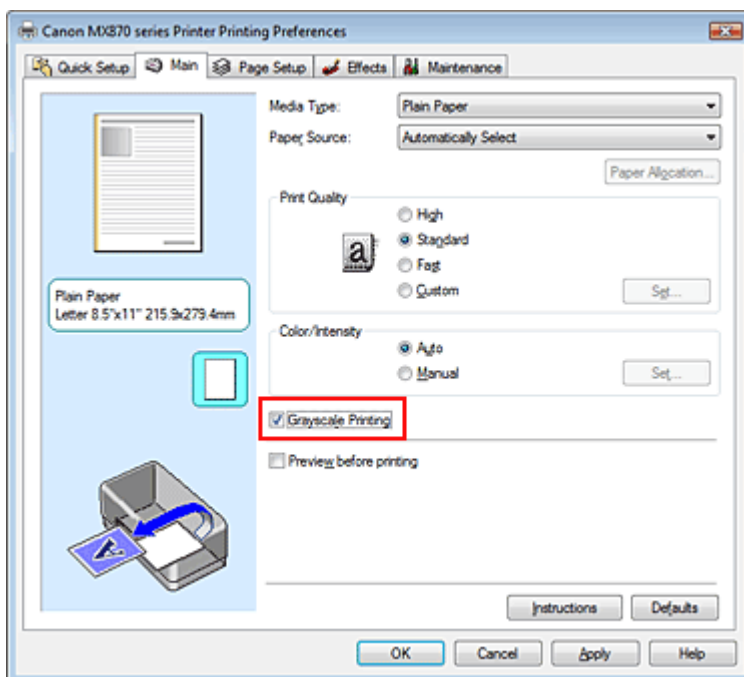 Canon MX870 series Printer Printing Preferences
Quick Setup Main Page Setup Effects Maintenance
Media Type: Plain Paper
Paper Source: Automatically Select
Paper Allocation...
Print Quality
High
a Standard
Fast
Custom Set...
Plain Paper
Letter 8.5"x11" 215.9x279.4mm
Color/Intensity
Auto
Manual Set...
Grayscale Printing
Preview before printing
A
Instructions Defaults
OK Cancel Apply Help